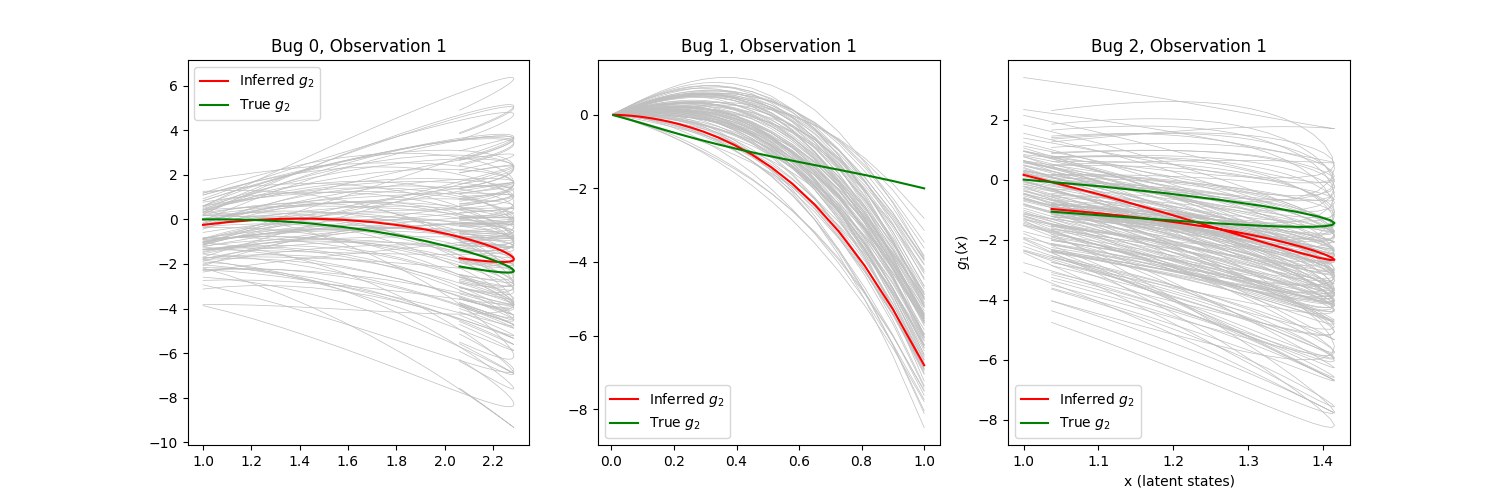 Bug 0, Observation 1
Inferred g₂
True g₂
6
4
2
0
−2
−4
−6
−8
−10
1.0 1.2 1.4 1.6 1.8 2.0 2.2
Bug 1, Observation 1
0
−2
−4
−6
−8
Inferred g₂
True g₂
0.0 0.2 0.4 0.6 0.8 1.0
Bug 2, Observation 1
g₁(x)
2
0
−2
−4
−6
−8
Inferred g₂
True g₂
1.0 1.1 1.2 1.3 1.4
x (latent states)